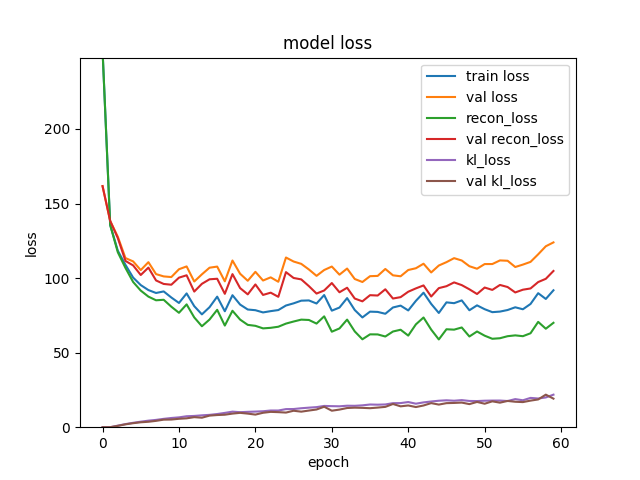 model loss
train loss
val loss
recon_loss
val recon_loss
kl_loss
val kl_loss
loss
200
150
100
50
0
0 10 20 30 40 50 60
epoch